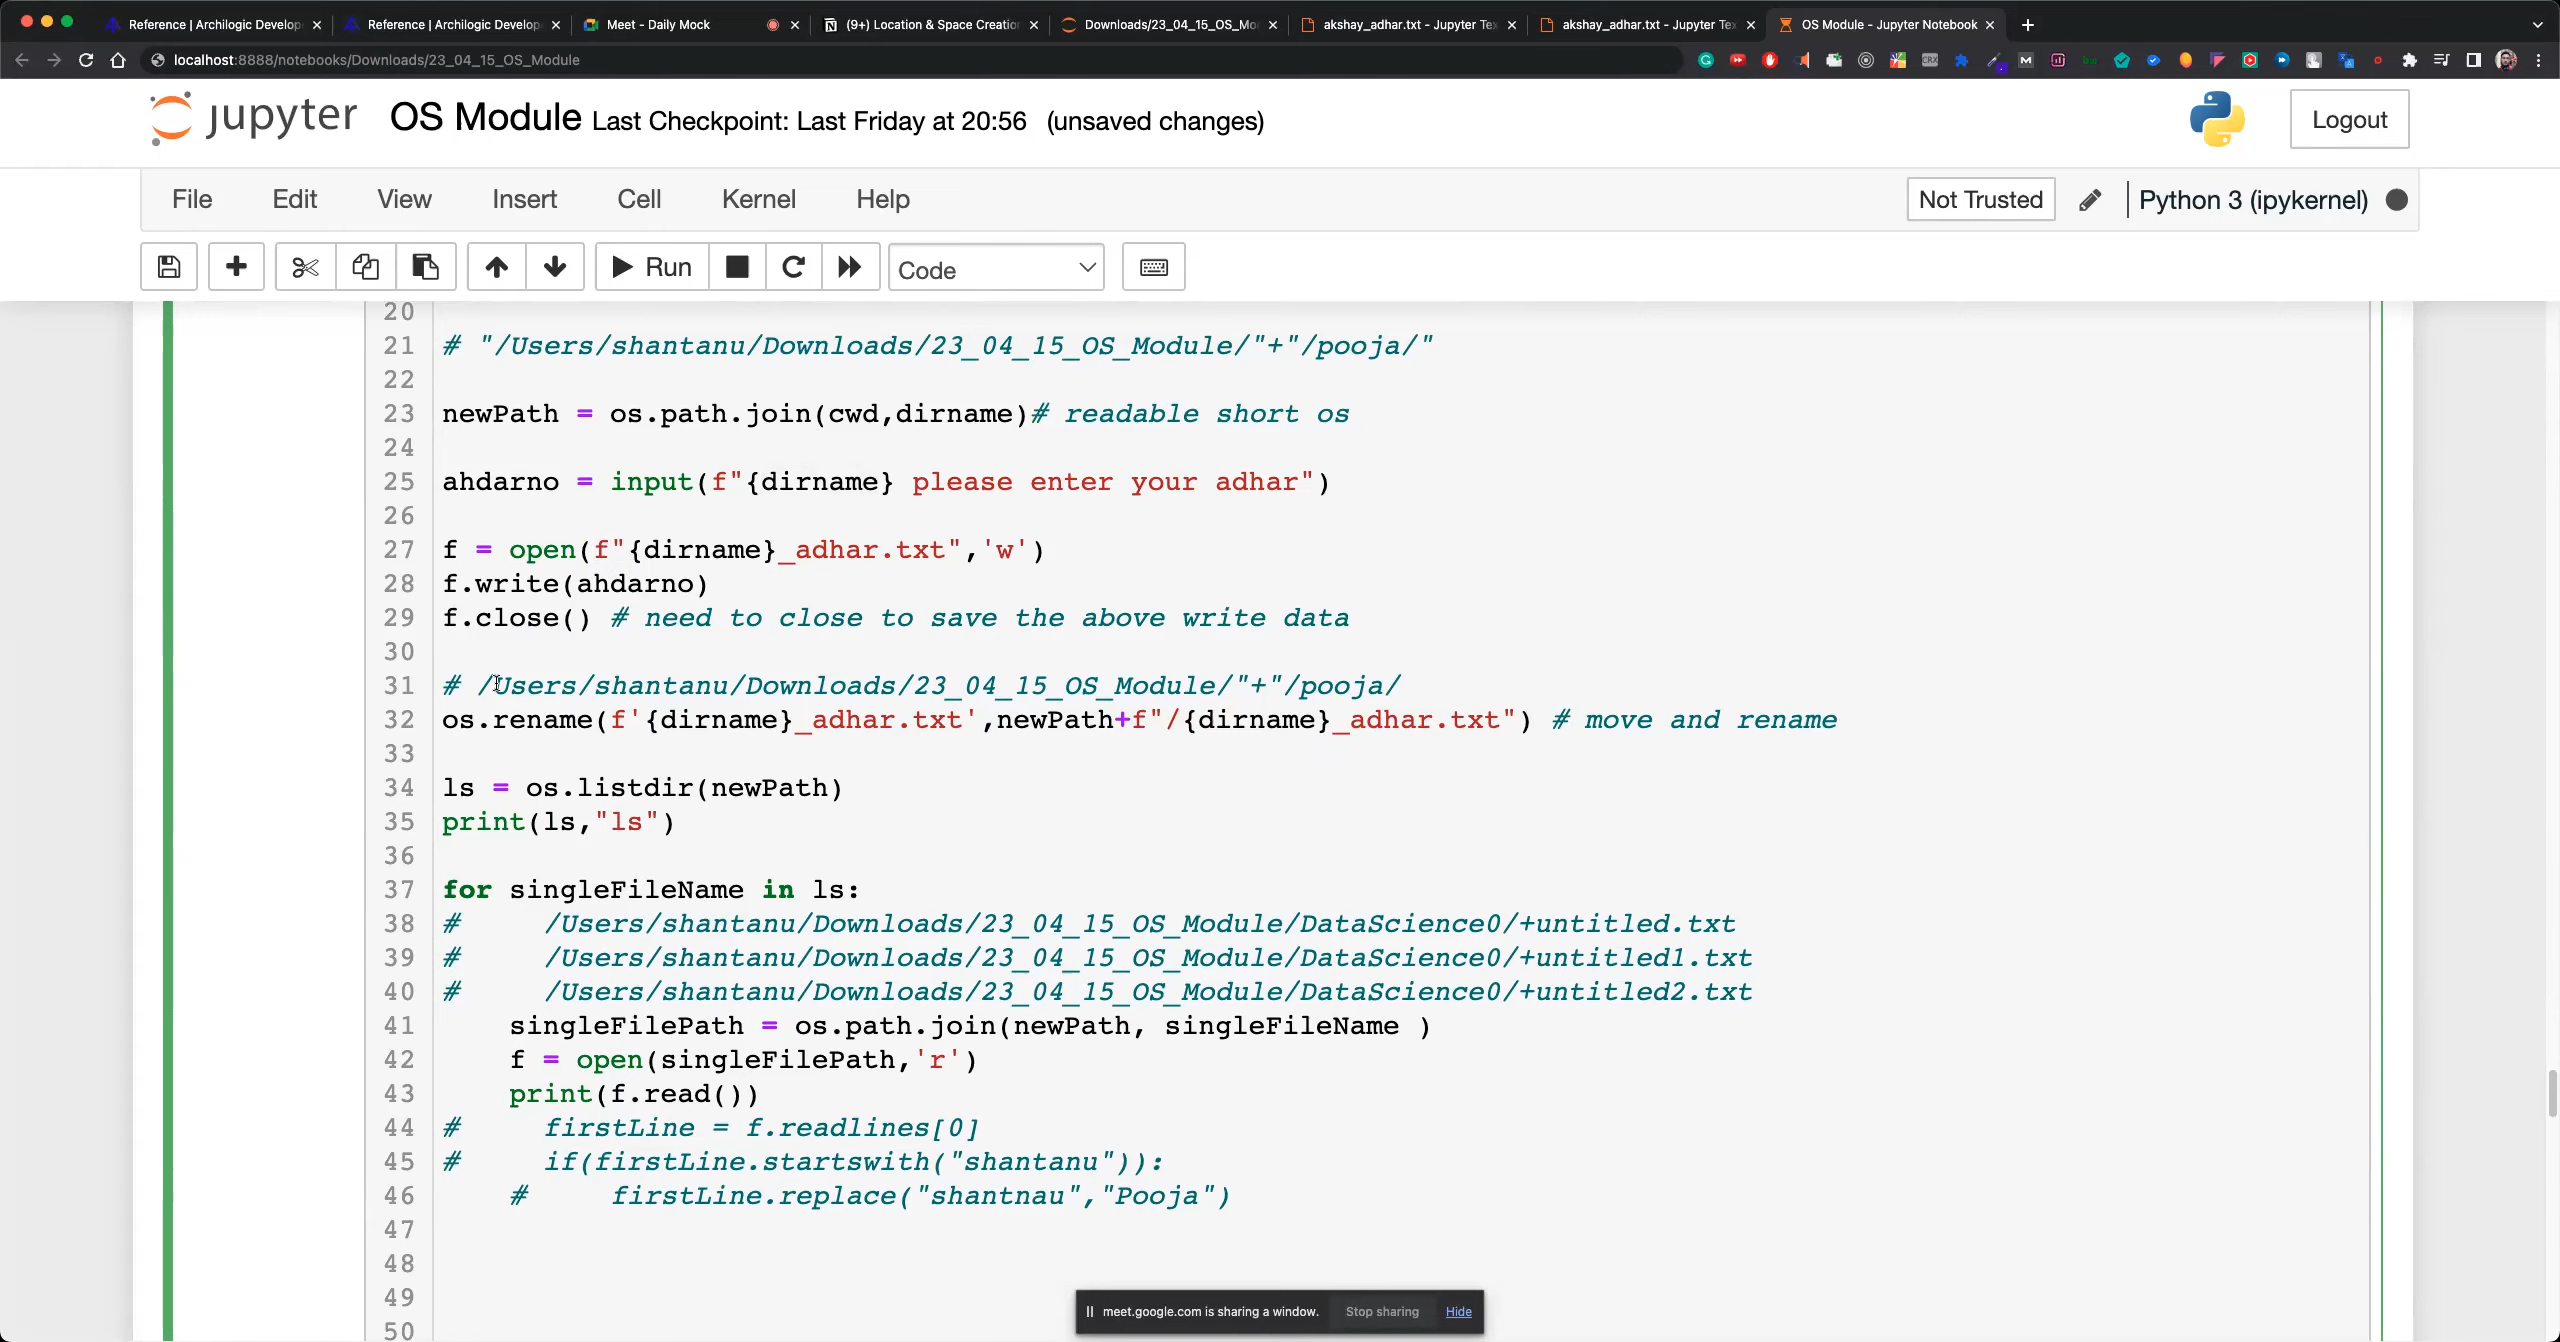 Reference | Archilogic Develop
Reference | Archilogic Develop
Meet - Daily Mock
(9+) Location & Space Creation
Downloads/23_04_15_OS_Mo
akshay_adhar.txt - Jupyter Te
akshay_adhar.txt - Jupyter Te
OS Module - Jupyter Notebook
localhost:8888/notebooks/Downloads/23_04_15_OS_Module
jupyter OS Module Last Checkpoint: Last Friday at 20:56 (unsaved changes)
Logout
File Edit View Insert Cell Kernel Help
Not Trusted Python 3 (ipykernel)
Run Code
20
21 # "/Users/shantanu/Downloads/23_04_15_OS_Module/"+"/pooja/"
22
23 newPath = os.path.join(cwd,dirname)# readable short os
24
25 ahdarno = input(f"{dirname} please enter your adhar")
26
27 f = open(f"{dirname}_adhar.txt",'w')
28 f.write(ahdarno)
29 f.close() # need to close to save the above write data
30
31 # /Users/shantanu/Downloads/23_04_15_OS_Module/"+"/pooja/
32 os.rename(f'{dirname}_adhar.txt',newPath+f"/{dirname}_adhar.txt") # move and rename
33
34 ls = os.listdir(newPath)
35 print(ls,"ls")
36
37 for singleFileName in ls:
38 #     /Users/shantanu/Downloads/23_04_15_OS_Module/DataScience0/+untitled.txt
39 #     /Users/shantanu/Downloads/23_04_15_OS_Module/DataScience0/+untitled1.txt
40 #     /Users/shantanu/Downloads/23_04_15_OS_Module/DataScience0/+untitled2.txt
41     singleFilePath = os.path.join(newPath, singleFileName )
42     f = open(singleFilePath,'r')
43     print(f.read())
44 #     firstLine = f.readlines[0]
45 #     if(firstLine.startswith("shantanu")):
46     #     firstLine.replace("shantnau","Pooja")
47
48
49
50
meet.google.com is sharing a window. Stop sharing Hide